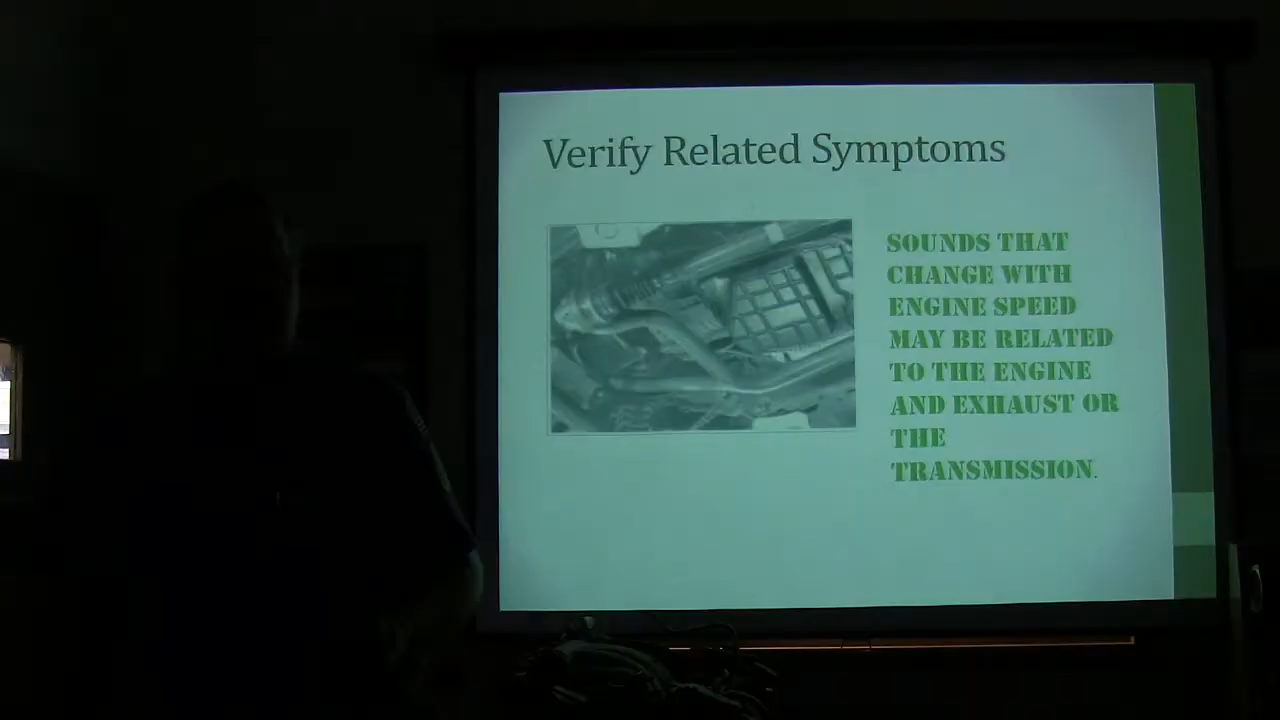 Verify Related Symptoms
SOUNDS THAT
CHANGE WITH
ENGINE SPEED
MAY BE RELATED
TO THE ENGINE
AND EXHAUST OR
THE
TRANSMISSION.